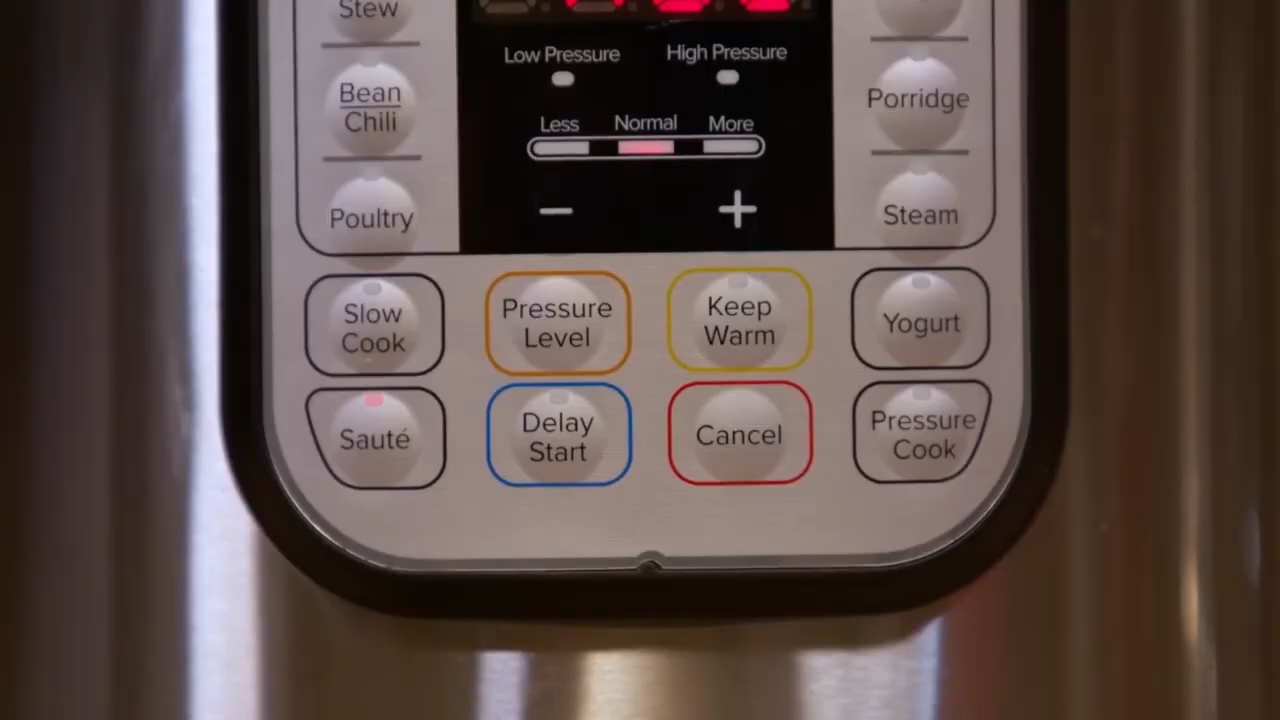 Stew
Low Pressure
High Pressure
Bean
Chili
Porridge
Less
Normal
More
Poultry
−
+
Steam
Slow
Cook
Pressure
Level
Keep
Warm
Yogurt
Sauté
Delay
Start
Cancel
Pressure
Cook